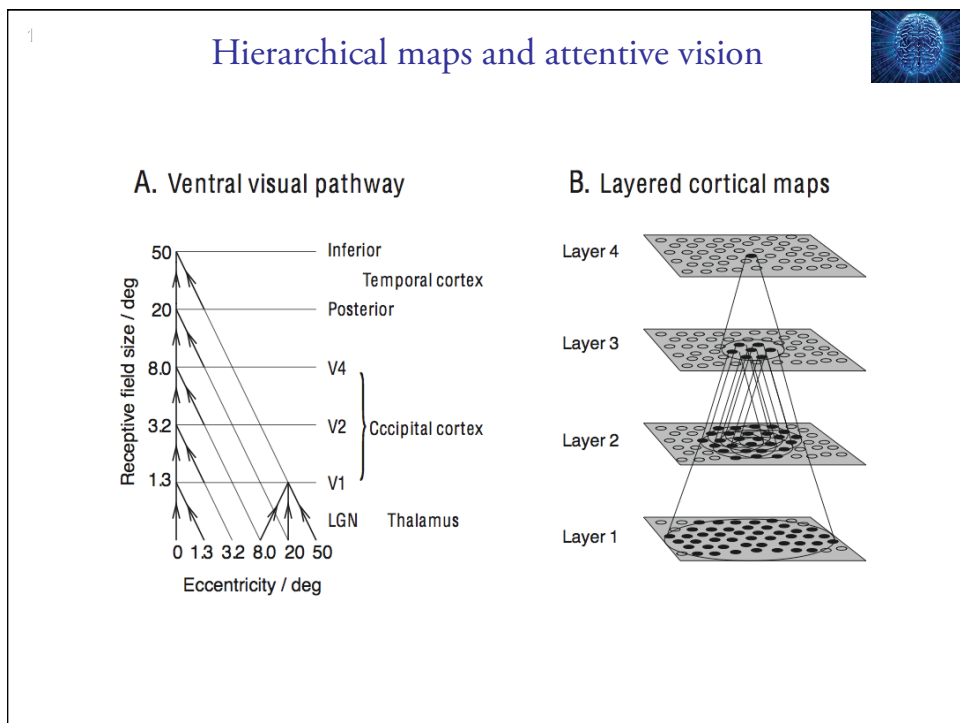 1
Hierarchical maps and attentive vision
A. Ventral visual pathway
Receptive field size / deg
50
20
8.0
3.2
1.3
Inferior
Temporal cortex
Posterior
V4
V2
Cccipital cortex
V1
LGN
Thalamus
0 1.3 3.2 8.0 20 50
Eccentricity / deg
B. Layered cortical maps
Layer 4
Layer 3
Layer 2
Layer 1